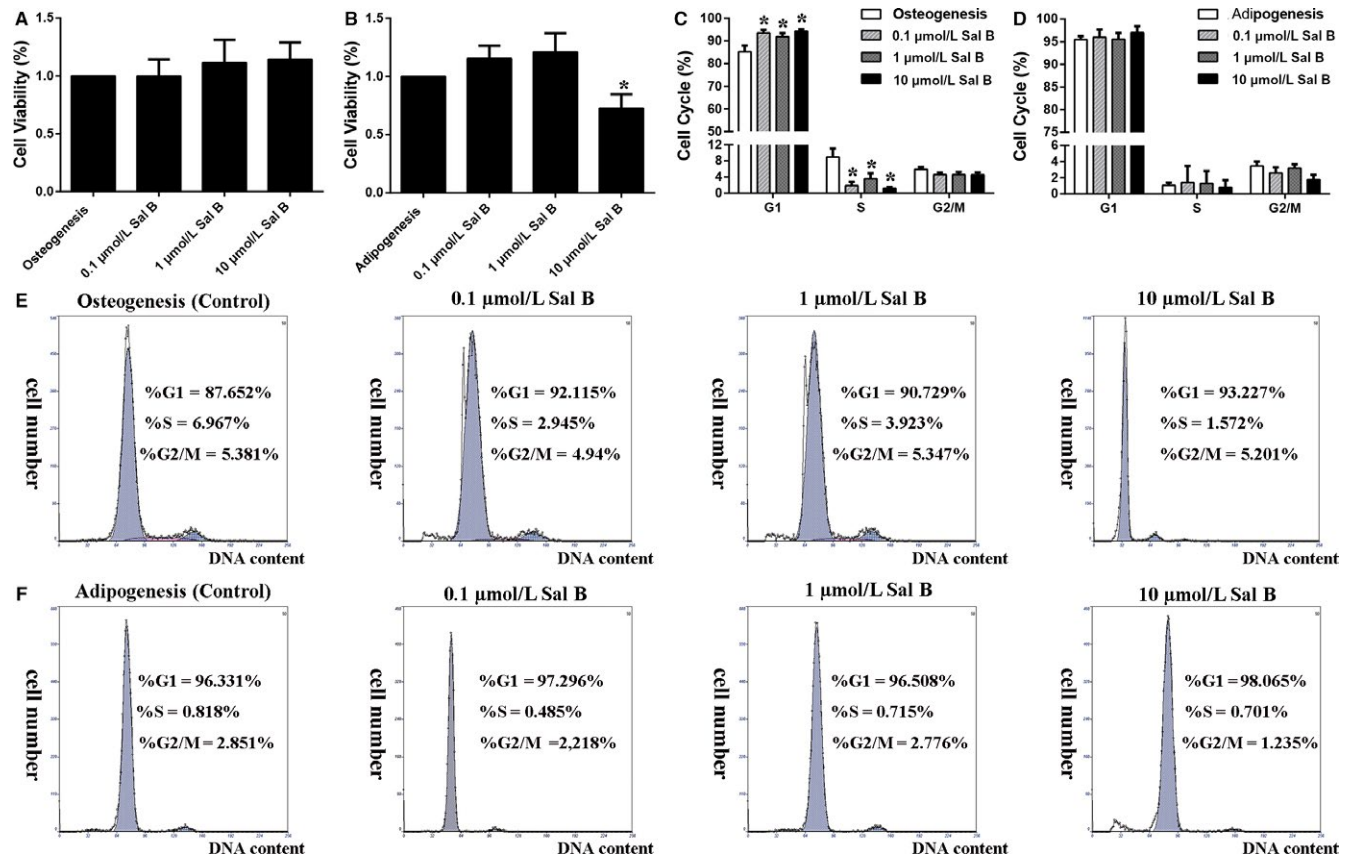 A
Cell Viability (%)
1.5
1.0
0.5
0.0
Osteogenesis
0.1 µmol/L Sal B
1 µmol/L Sal B
10 µmol/L Sal B
B
Cell Viability (%)
1.5
1.0
0.5
0.0
*
Adipogenesis
0.1 µmol/L Sal B
1 µmol/L Sal B
10 µmol/L Sal B
C
Cell Cycle (%)
100
90
80
70
60
50
12
8
4
0
* * *
* * *
G1 S G2/M
Osteogenesis
0.1 µmol/L Sal B
1 µmol/L Sal B
10 µmol/L Sal B
D
Cell Cycle (%)
100
95
90
85
80
75
6
4
2
0
G1 S G2/M
Adipogenesis
0.1 µmol/L Sal B
1 µmol/L Sal B
10 µmol/L Sal B
E
Osteogenesis (Control)
cell number
%G1 = 87.652%
%S = 6.967%
%G2/M = 5.381%
DNA content
0.1 µmol/L Sal B
cell number
%G1 = 92.115%
%S = 2.945%
%G2/M = 4.94%
DNA content
1 µmol/L Sal B
cell number
%G1 = 90.729%
%S = 3.923%
%G2/M = 5.347%
DNA content
10 µmol/L Sal B
cell number
%G1 = 93.227%
%S = 1.572%
%G2/M = 5.201%
DNA content
F
Adipogenesis (Control)
cell number
%G1 = 96.331%
%S = 0.818%
%G2/M = 2.851%
DNA content
0.1 µmol/L Sal B
cell number
%G1 = 97.296%
%S = 0.485%
%G2/M =2,218%
DNA content
1 µmol/L Sal B
cell number
%G1 = 96.508%
%S = 0.715%
%G2/M = 2.776%
DNA content
10 µmol/L Sal B
cell number
%G1 = 98.065%
%S = 0.701%
%G2/M = 1.235%
DNA content